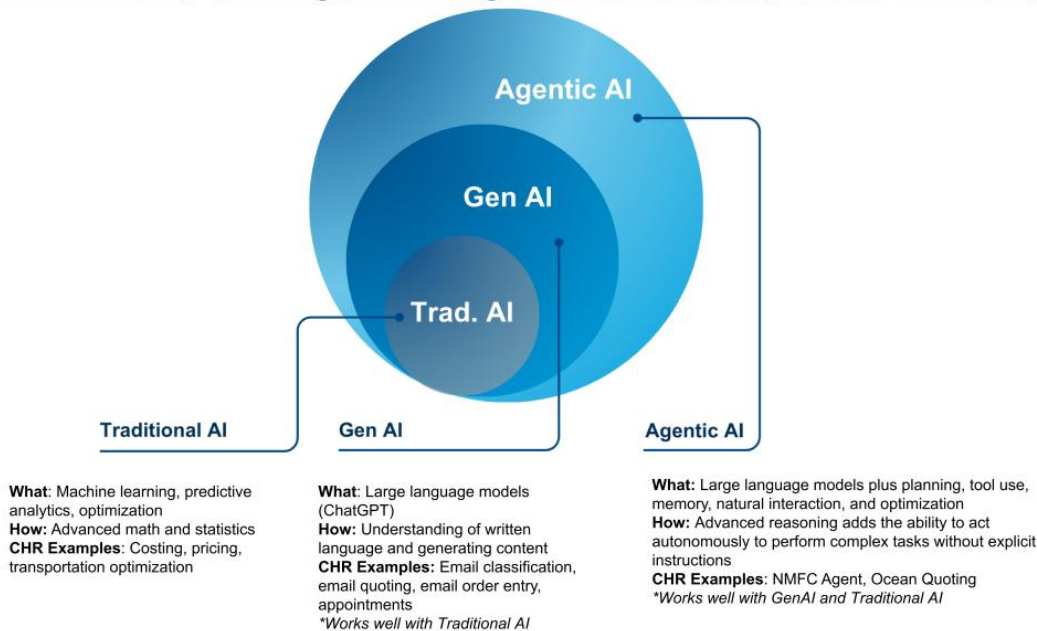 Agentic AI
Gen AI
Trad. AI
Traditional AI
What: Machine learning, predictive
analytics, optimization
How: Advanced math and statistics
CHR Examples: Costing, pricing,
transportation optimization
Gen AI
What: Large language models
(ChatGPT)
How: Understanding of written
language and generating content
CHR Examples: Email classification,
email quoting, email order entry,
appointments
*Works well with Traditional AI
Agentic AI
What: Large language models plus planning, tool use,
memory, natural interaction, and optimization
How: Advanced reasoning adds the ability to act
autonomously to perform complex tasks without explicit
instructions
CHR Examples: NMFC Agent, Ocean Quoting
*Works well with GenAI and Traditional AI